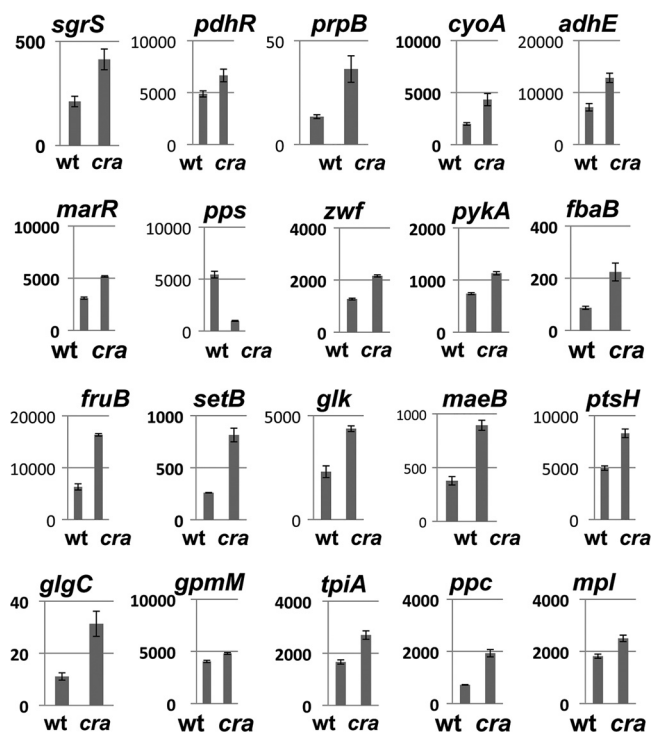 sgrS pdhR prpB cyoA adhE
500 10000 50 10000 20000
5000 5000 10000
0 0 0 0 0
wt cra wt cra wt cra wt cra wt cra
marR pps zwf pykA fbaB
10000 10000 4000 2000 400
5000 5000 2000 1000 200
0 0 0 0 0
wt cra wt cra wt cra wt cra wt cra
fruB setB glk maeB ptsH
20000 1000 5000 1000 10000
10000 500 500 5000
0 0 0 0 0
wt cra wt cra wt cra wt cra wt cra
glgC gpmM tpiA ppc mpl
40 10000 4000 4000 4000
20 5000 2000 2000 2000
0 0 0 0 0
wt cra wt cra wt cra wt cra wt cra